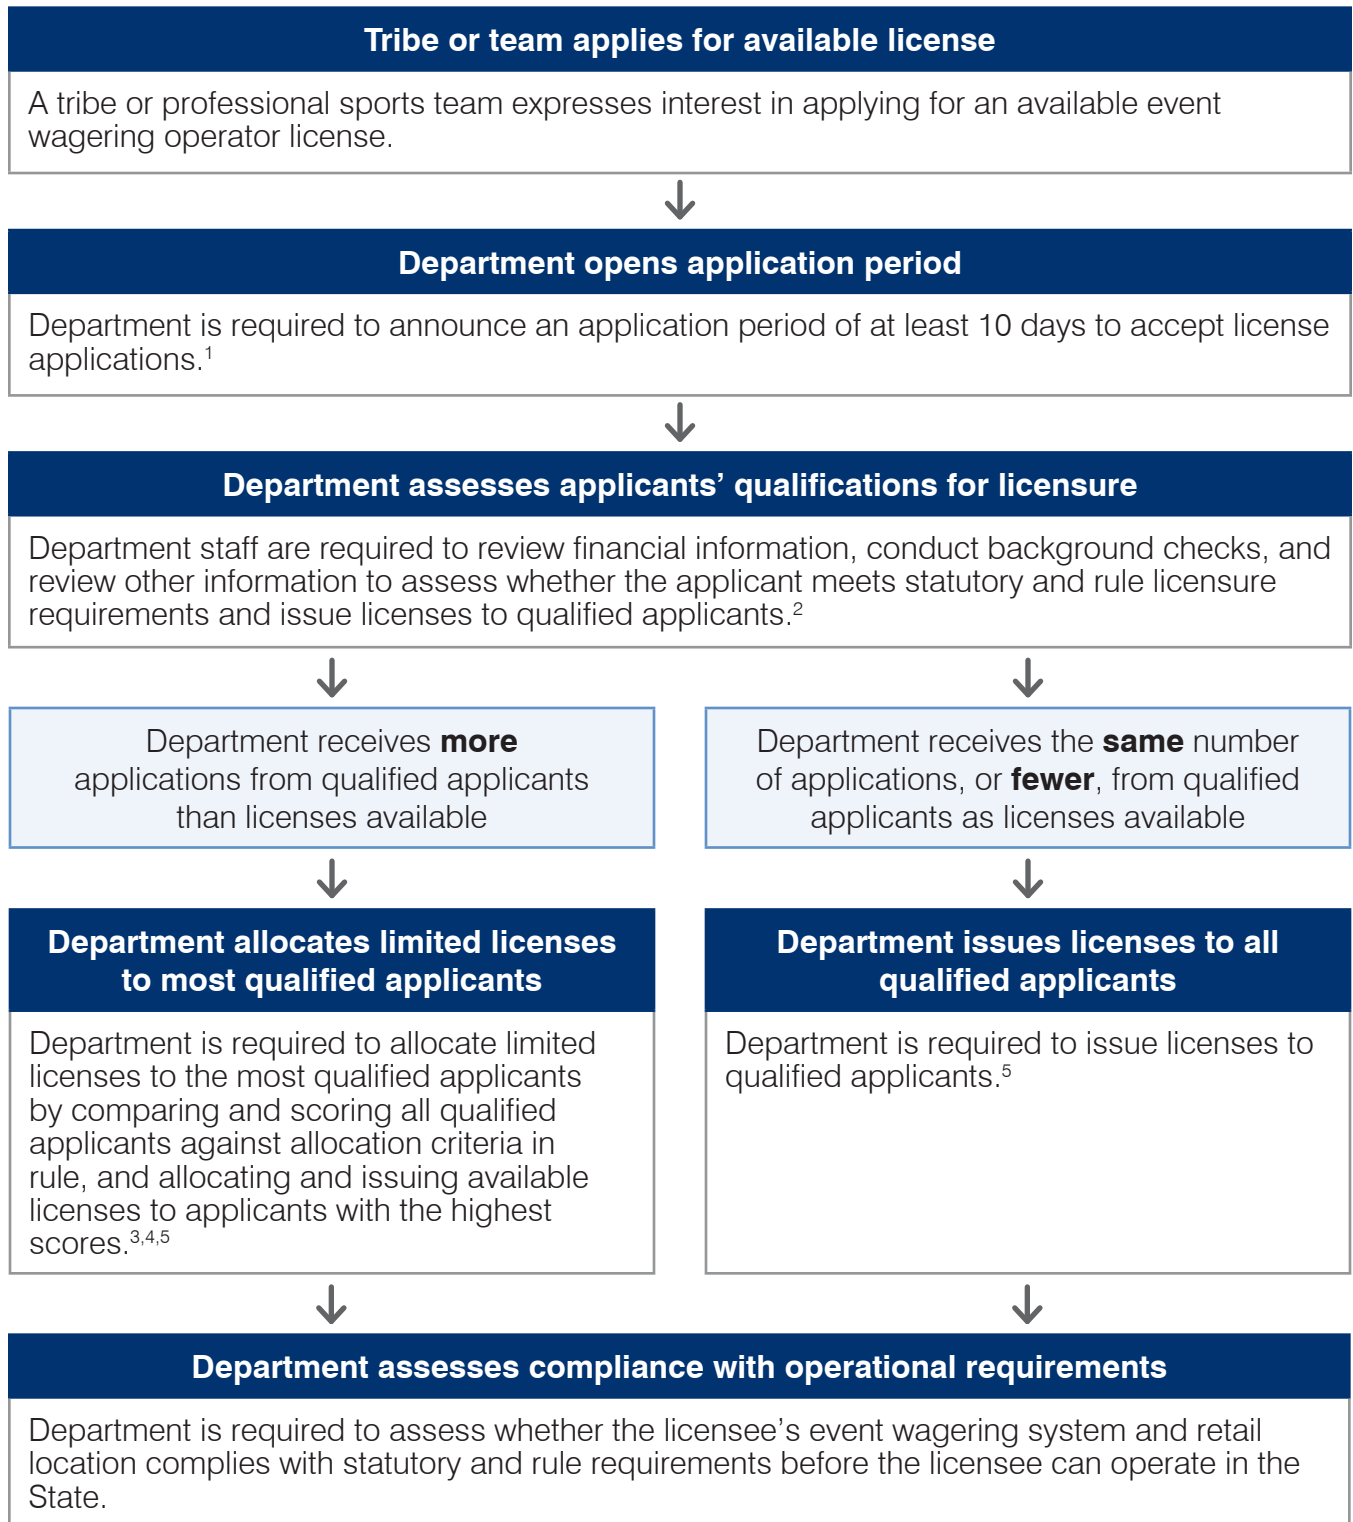 Tribe or team applies for available license
A tribe or professional sports team expresses interest in applying for an available event
wagering operator license.
Department opens application period
Department is required to announce an application period of at least 10 days to accept license
applications.1
Department assesses applicants’ qualifications for licensure
Department staff are required to review financial information, conduct background checks, and
review other information to assess whether the applicant meets statutory and rule licensure
requirements and issue licenses to qualified applicants.2
Department receives more
applications from qualified applicants
than licenses available
Department receives the same number
of applications, or fewer, from qualified
applicants as licenses available
Department allocates limited licenses
to most qualified applicants
Department is required to allocate limited
licenses to the most qualified applicants
by comparing and scoring all qualified
applicants against allocation criteria in
rule, and allocating and issuing available
licenses to applicants with the highest
scores.3,4,5
Department issues licenses to all
qualified applicants
Department is required to issue licenses to
qualified applicants.5
Department assesses compliance with operational requirements
Department is required to assess whether the licensee’s event wagering system and retail
location complies with statutory and rule requirements before the licensee can operate in the
State.